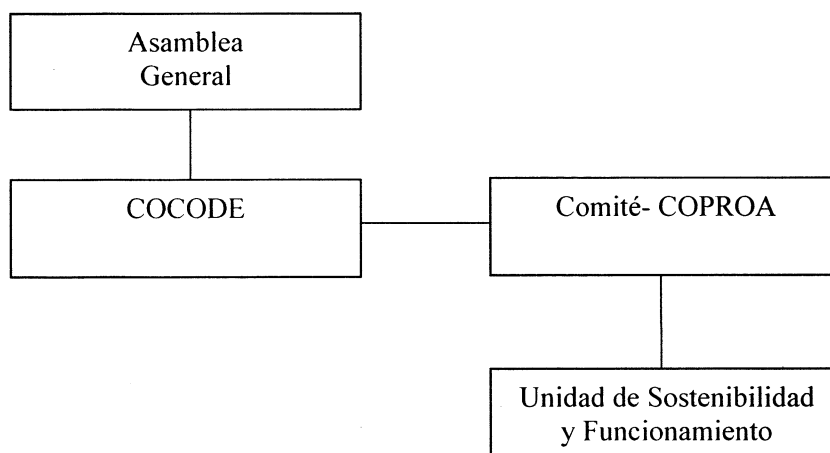 Asamblea
General
COCODE
Comité- COPROA
Unidad de Sostenibilidad
y Funcionamiento